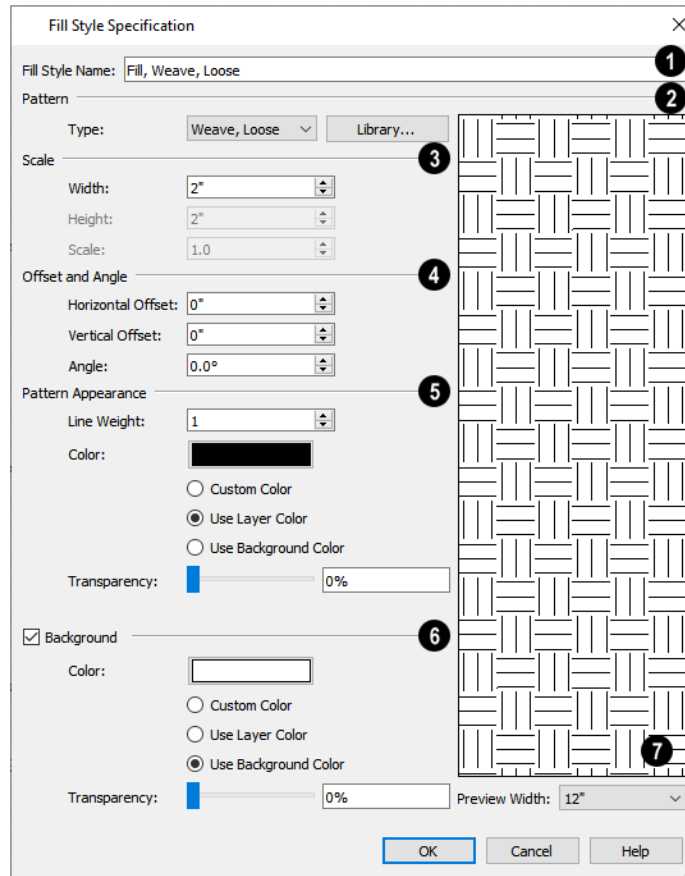 Fill Style Specification
Fill Style Name: Fill, Weave, Loose 1
Pattern 2
Type: Weave, Loose Library...
Scale 3
Width: 2"
Height: 2"
Scale: 1.0
Offset and Angle 4
Horizontal Offset: 0"
Vertical Offset: 0"
Angle: 0.0°
Pattern Appearance 5
Line Weight: 1
Color:
Custom Color
Use Layer Color
Use Background Color
Transparency: 0%
Background 6
Color:
Custom Color
Use Layer Color
Use Background Color
7
Transparency: 0% Preview Width: 12"
OK Cancel Help